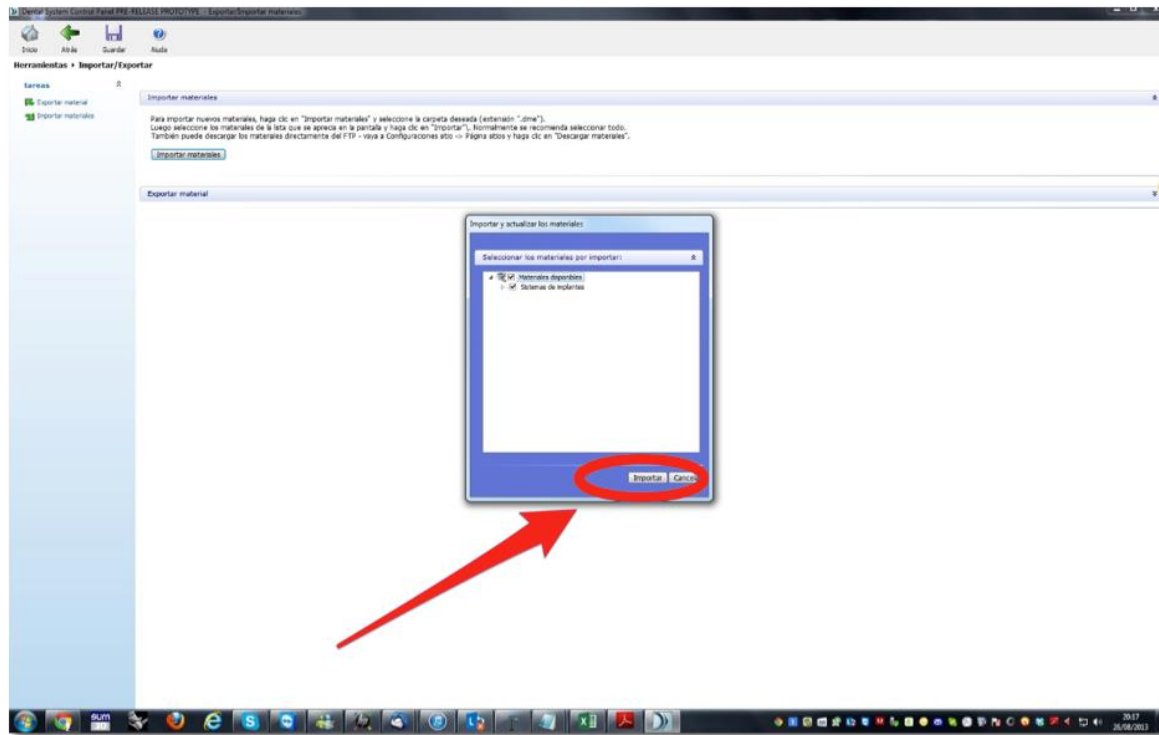 Dental System Control Panel PRE-RELEASE PROTOTYPE - Exportar/Importar materiales
Inicio Atrás Guardar Ayuda
Herramientas ▸ Importar/Exportar
tareas
Exportar material
Importar materiales
Importar materiales
Para importar nuevos materiales, haga clic en "Importar materiales" y seleccione la carpeta deseada (extensión ".dme").
Luego seleccione los materiales de la lista que se aprecia en la pantalla y haga clic en "Importar"\. Normalmente se recomenda seleccionar todo.
También puede descargar los materiales directamente del FTP - vaya a Configuraciones sitio -> Página sitios y haga clic en "Descargar materiales".
Importar materiales
Exportar material
Importar y actualizar los materiales
Seleccionar los materiales por importar:
Materiales disponibles
Sistemas de implantes
Importar Cancel
sum
3D
20:17
26/08/2013